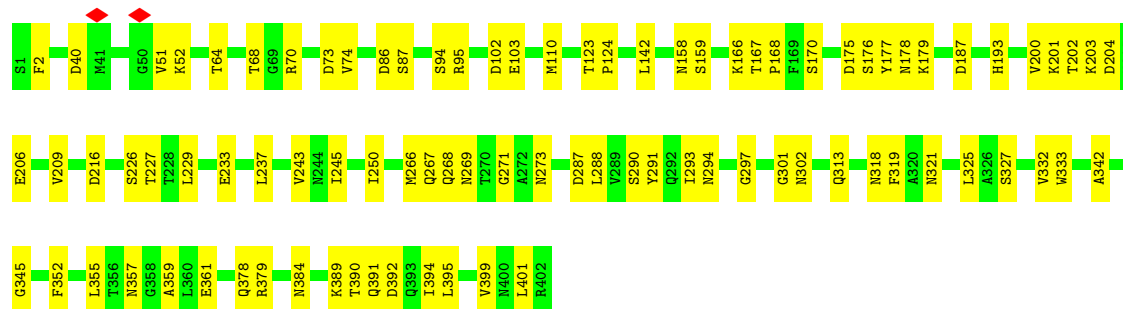 S1 F2 D40 M41 G50 V51 K52 T64 T68 G69 R70 D73 V74 D86 S87 S94 R95 D102 E103 M110 T123 P124 L142 N158 S159 K166 T167 P168 F169 S170 D175 S176 Y177 N178 K179 D187 H193 V200 K201 T202 K203 D204
E206 V209 D216 S226 T227 T228 L229 E233 L237 V243 N244 I245 I250 M266 Q267 Q268 N269 T270 G271 A272 N273 D287 L288 V289 S290 Y291 Q292 I293 N294 G297 G301 N302 Q313 N318 F319 A320 N321 L325 A326 S327 V332 W333 A342
G345 F352 L355 T356 N357 G358 A359 L360 E361 Q378 R379 N384 K389 T390 Q391 D392 Q393 I394 L395 V399 N400 L401 R402